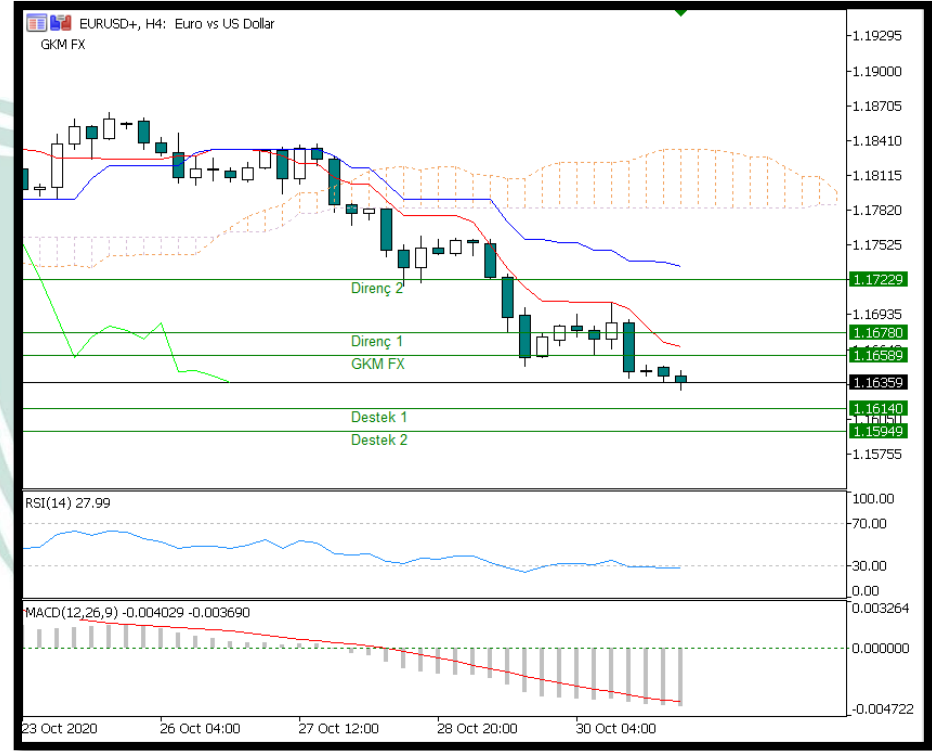 EURUSD+, H4: Euro vs US Dollar
GKM FX
1.19295
1.19000
1.18705
1.18410
1.18115
1.17820
1.17525
1.17229
Direnç 2
1.16935
1.16780
Direnç 1
1.16589
GKM FX
1.16359
1.16140
Destek 1
1.15949
Destek 2
1.15755
RSI(14) 27.99
100.00
70.00
30.00
0.00
MACD(12,26,9) -0.004029 -0.003690
0.003264
0.000000
-0.004722
23 Oct 2020 26 Oct 04:00 27 Oct 12:00 28 Oct 20:00 30 Oct 04:00